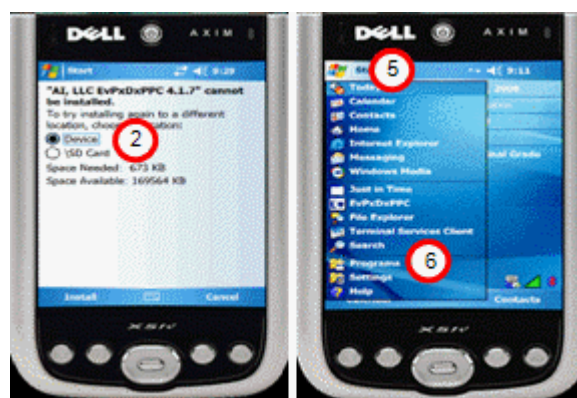 DELL AXIM
Start 9:29
"AI, LLC EvPxDxPPC 4.1.7" cannot
be installed.
To try installing again to a different
location, choose location:
Device
\SD Card
Space Needed: 673 KB
Space Available: 169564 KB
2
Install Cancel
X5IV
DELL AXIM
5
9:11
Today
Calendar
Contacts
Home
Internet Explorer
Messaging
Windows Media
Just in Time
EvPxDxPPC
File Explorer
Terminal Services Client
Search
Programs
6
Settings
Help
Contacts